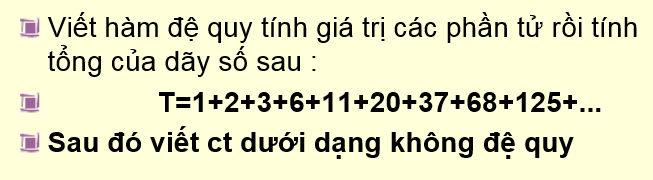 Viết hàm đệ quy tính giá trị các phần tử rồi tính
tổng của dãy số sau :
T=1+2+3+6+11+20+37+68+125+...
Sau đó viết ct dưới dạng không đệ quy